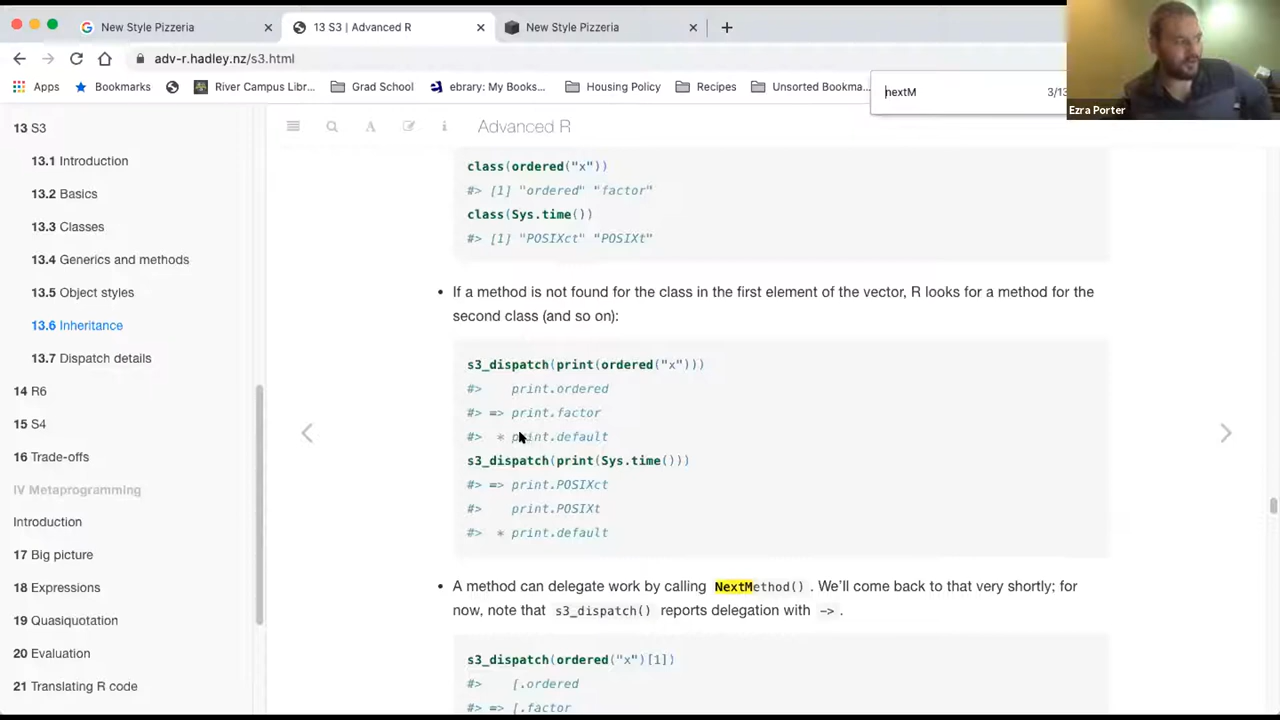 New Style Pizzeria
13 S3 | Advanced R
New Style Pizzeria
adv-r.hadley.nz/s3.html
Apps
Bookmarks
River Campus Libr...
Grad School
ebrary: My Books...
Housing Policy
Recipes
Unsorted Bookma...
nextM
3/13
Ezra Porter
13 S3
13.1 Introduction
13.2 Basics
13.3 Classes
13.4 Generics and methods
13.5 Object styles
13.6 Inheritance
13.7 Dispatch details
14 R6
15 S4
16 Trade-offs
IV Metaprogramming
Introduction
17 Big picture
18 Expressions
19 Quasiquotation
20 Evaluation
21 Translating R code
Advanced R
class(ordered("x"))
#> [1] "ordered" "factor"
class(Sys.time())
#> [1] "POSIXct" "POSIXt"
• If a method is not found for the class in the first element of the vector, R looks for a method for the
second class (and so on):
s3_dispatch(print(ordered("x")))
#> print.ordered
#> => print.factor
#> * print.default
s3_dispatch(print(Sys.time()))
#> => print.POSIXct
#> print.POSIXt
#> * print.default
• A method can delegate work by calling NextMethod() . We'll come back to that very shortly; for
now, note that s3_dispatch() reports delegation with -> .
s3_dispatch(ordered("x")[1])
#> [.ordered
#> => [.factor